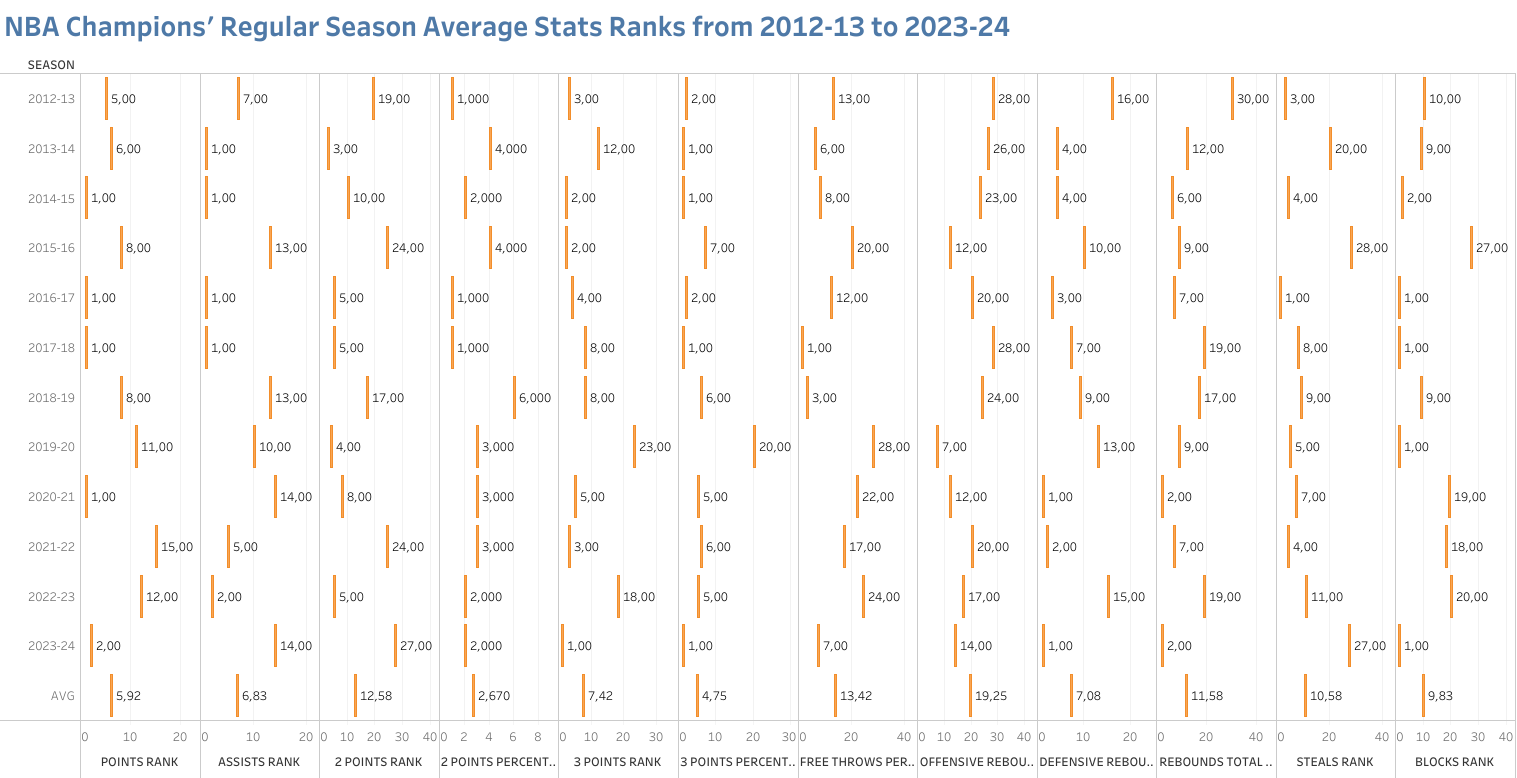 NBA Champions’ Regular Season Average Stats Ranks from 2012-13 to 2023-24
SEASON
2012-13 5,00 7,00 19,00 1,000 3,00 2,00 13,00 28,00 16,00 30,00 3,00 10,00
2013-14 6,00 1,00 3,00 4,000 12,00 1,00 6,00 26,00 4,00 12,00 20,00 9,00
2014-15 1,00 1,00 10,00 2,000 2,00 1,00 8,00 23,00 4,00 6,00 4,00 2,00
2015-16 8,00 13,00 24,00 4,000 2,00 7,00 20,00 12,00 10,00 9,00 28,00 27,00
2016-17 1,00 1,00 5,00 1,000 4,00 2,00 12,00 20,00 3,00 7,00 1,00 1,00
2017-18 1,00 1,00 5,00 1,000 8,00 1,00 1,00 28,00 7,00 19,00 8,00 1,00
2018-19 8,00 13,00 17,00 6,000 8,00 6,00 3,00 24,00 9,00 17,00 9,00 9,00
2019-20 11,00 10,00 4,00 3,000 23,00 20,00 28,00 7,00 13,00 9,00 5,00 1,00
2020-21 1,00 14,00 8,00 3,000 5,00 5,00 22,00 12,00 1,00 2,00 7,00 19,00
2021-22 15,00 5,00 24,00 3,000 3,00 6,00 17,00 20,00 2,00 7,00 4,00 18,00
2022-23 12,00 2,00 5,00 2,000 18,00 5,00 24,00 17,00 15,00 19,00 11,00 20,00
2023-24 2,00 14,00 27,00 2,000 1,00 1,00 7,00 14,00 1,00 2,00 27,00 1,00
AVG 5,92 6,83 12,58 2,670 7,42 4,75 13,42 19,25 7,08 11,58 10,58 9,83
0 10 20 0 10 20 0 10 20 30 40 0 2 4 6 8 0 10 20 30 0 10 20 30 0 20 40 0 10 20 30 40 0 10 20 0 20 40 0 20 40 0 10 20 30 40
POINTS RANK ASSISTS RANK 2 POINTS RANK 2 POINTS PERCENT.. 3 POINTS RANK 3 POINTS PERCENT.. FREE THROWS PER.. OFFENSIVE REBOU.. DEFENSIVE REBOU.. REBOUNDS TOTAL .. STEALS RANK BLOCKS RANK